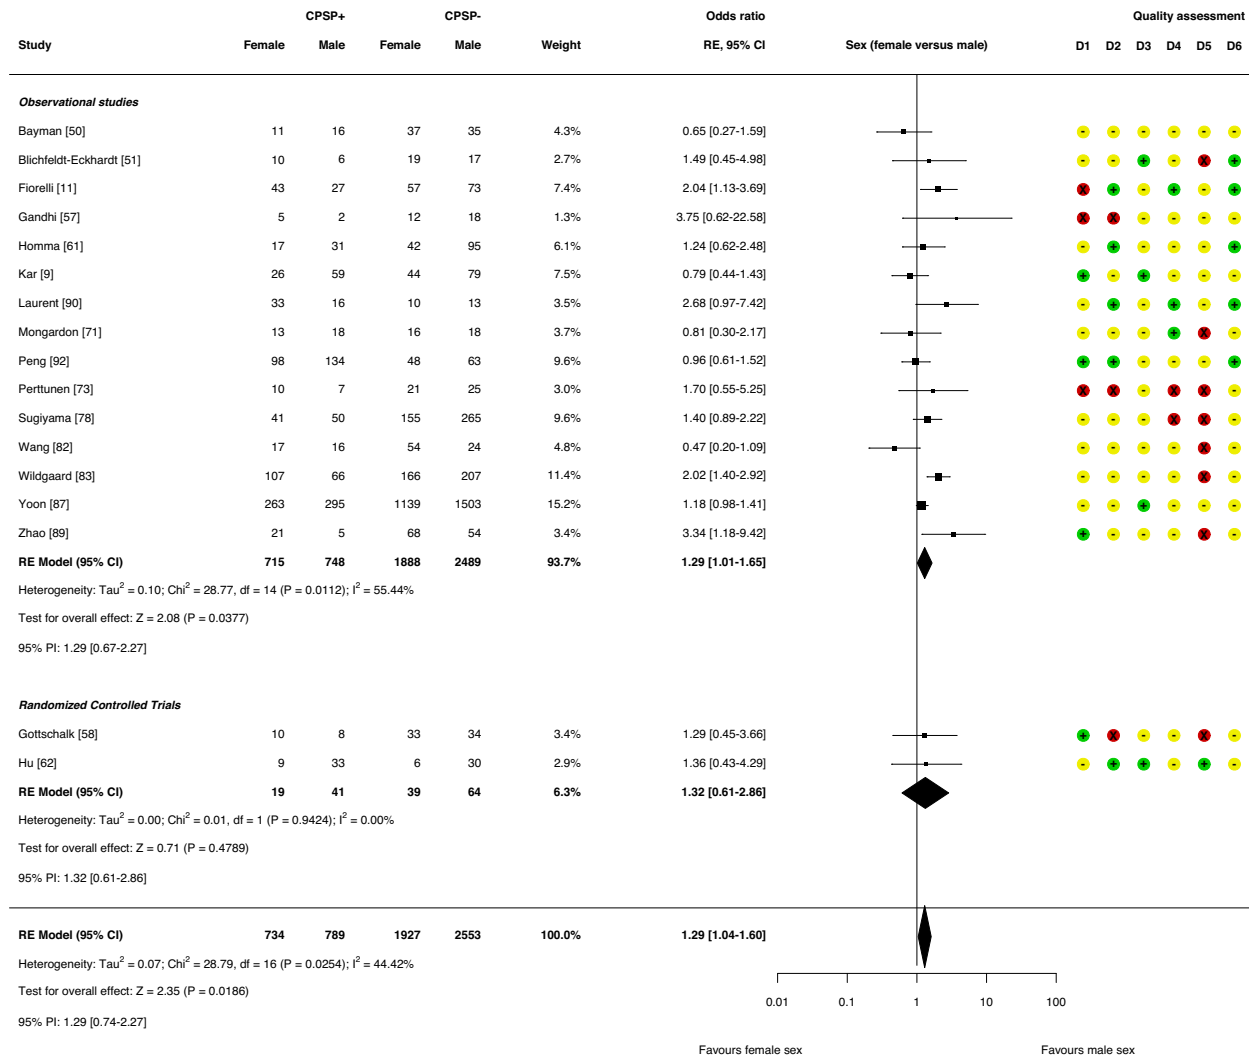 CPSP+ CPSP- Odds ratio Quality assessment
Study Female Male Female Male Weight RE, 95% CI Sex (female versus male) D1 D2 D3 D4 D5 D6
Observational studies
Bayman [50] 11 16 37 35 4.3% 0.65 [0.27-1.59] - - - - - -
Blichfeldt-Eckhardt [51] 10 6 19 17 2.7% 1.49 [0.45-4.98] - - + - X +
Fiorelli [11] 43 27 57 73 7.4% 2.04 [1.13-3.69] X + - + - +
Gandhi [57] 5 2 12 18 1.3% 3.75 [0.62-22.58] X X - - - -
Homma [61] 17 31 42 95 6.1% 1.24 [0.62-2.48] - + - - - +
Kar [9] 26 59 44 79 7.5% 0.79 [0.44-1.43] + - + - - -
Laurent [90] 33 16 10 13 3.5% 2.68 [0.97-7.42] - + - + - +
Mongardon [71] 13 18 16 18 3.7% 0.81 [0.30-2.17] - - - + X -
Peng [92] 98 134 48 63 9.6% 0.96 [0.61-1.52] + + - - - +
Perttunen [73] 10 7 21 25 3.0% 1.70 [0.55-5.25] X X - X X -
Sugiyama [78] 41 50 155 265 9.6% 1.40 [0.89-2.22] - - - X X -
Wang [82] 17 16 54 24 4.8% 0.47 [0.20-1.09] - - - - X -
Wildgaard [83] 107 66 166 207 11.4% 2.02 [1.40-2.92] - - - - X -
Yoon [87] 263 295 1139 1503 15.2% 1.18 [0.98-1.41] - - + - - -
Zhao [89] 21 5 68 54 3.4% 3.34 [1.18-9.42] + - - - X -
RE Model (95% CI) 715 748 1888 2489 93.7% 1.29 [1.01-1.65]
Heterogeneity: Tau² = 0.10; Chi² = 28.77, df = 14 (P = 0.0112); I² = 55.44%
Test for overall effect: Z = 2.08 (P = 0.0377)
95% PI: 1.29 [0.67-2.27]
Randomized Controlled Trials
Gottschalk [58] 10 8 33 34 3.4% 1.29 [0.45-3.66] + X - - X -
Hu [62] 9 33 6 30 2.9% 1.36 [0.43-4.29] - + + - + -
RE Model (95% CI) 19 41 39 64 6.3% 1.32 [0.61-2.86]
Heterogeneity: Tau² = 0.00; Chi² = 0.01, df = 1 (P = 0.9424); I² = 0.00%
Test for overall effect: Z = 0.71 (P = 0.4789)
95% PI: 1.32 [0.61-2.86]
RE Model (95% CI) 734 789 1927 2553 100.0% 1.29 [1.04-1.60]
Heterogeneity: Tau² = 0.07; Chi² = 28.79, df = 16 (P = 0.0254); I² = 44.42%
Test for overall effect: Z = 2.35 (P = 0.0186)
0.01 0.1 1 10 100
95% PI: 1.29 [0.74-2.27]
Favours female sex Favours male sex